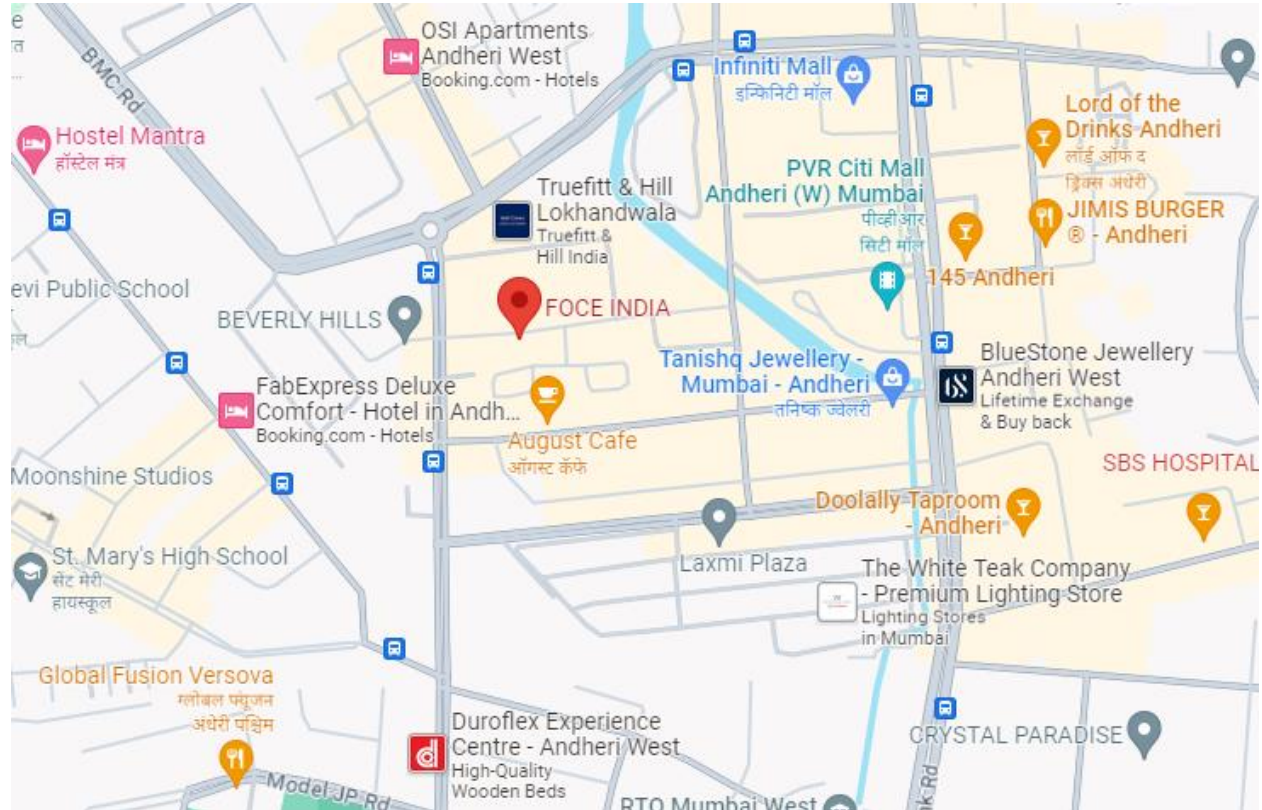 OSI Apartments
Andheri West
Booking.com - Hotels
BMC Rd
Infiniti Mall
इन्फिनिटी मॉल
Lord of the
Drinks Andheri
लॉर्ड ऑफ द
ड्रिंक्स अंधेरी
Hostel Mantra
हॉस्टेल मंत्र
PVR Citi Mall
Andheri (W) Mumbai
पीव्हीआर
सिटी मॉल
Truefitt & Hill
Lokhandwala
Truefitt &
Hill India
JIMIS BURGER
® - Andheri
145 Andheri
evi Public School
BEVERLY HILLS
FOCE INDIA
Tanishq Jewellery -
Mumbai - Andheri
तनिष्क ज्वेलरी
BlueStone Jewellery
Andheri West
Lifetime Exchange
& Buy back
FabExpress Deluxe
Comfort - Hotel in Andh...
Booking.com - Hotels
August Cafe
ऑगस्ट कॅफे
Moonshine Studios
SBS HOSPITAL
Doolally Taproom
- Andheri
Laxmi Plaza
St. Mary's High School
सेंट मेरी
हायस्कूल
The White Teak Company
- Premium Lighting Store
Lighting Stores
in Mumbai
Global Fusion Versova
ग्लोबल फ्यूजन
अंधेरी पश्चिम
Duroflex Experience
Centre - Andheri West
High-Quality
Wooden Beds
CRYSTAL PARADISE
Model JP Rd
RTO Mumbai West
k Rd